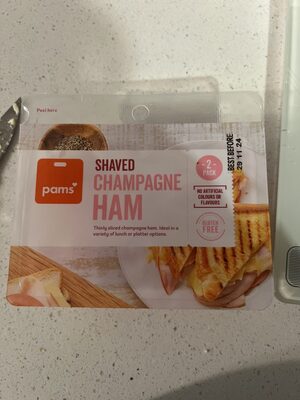 Peel here
pams
SHAVED
CHAMPAGNE
HAM
Thinly sliced champagne ham. Ideal in a
variety of lunch or platter options.
-2-
PACK
NO ARTIFICIAL
COLOURS OR
FLAVOURS
GLUTEN
FREE
BEST BEFORE
29 11 24